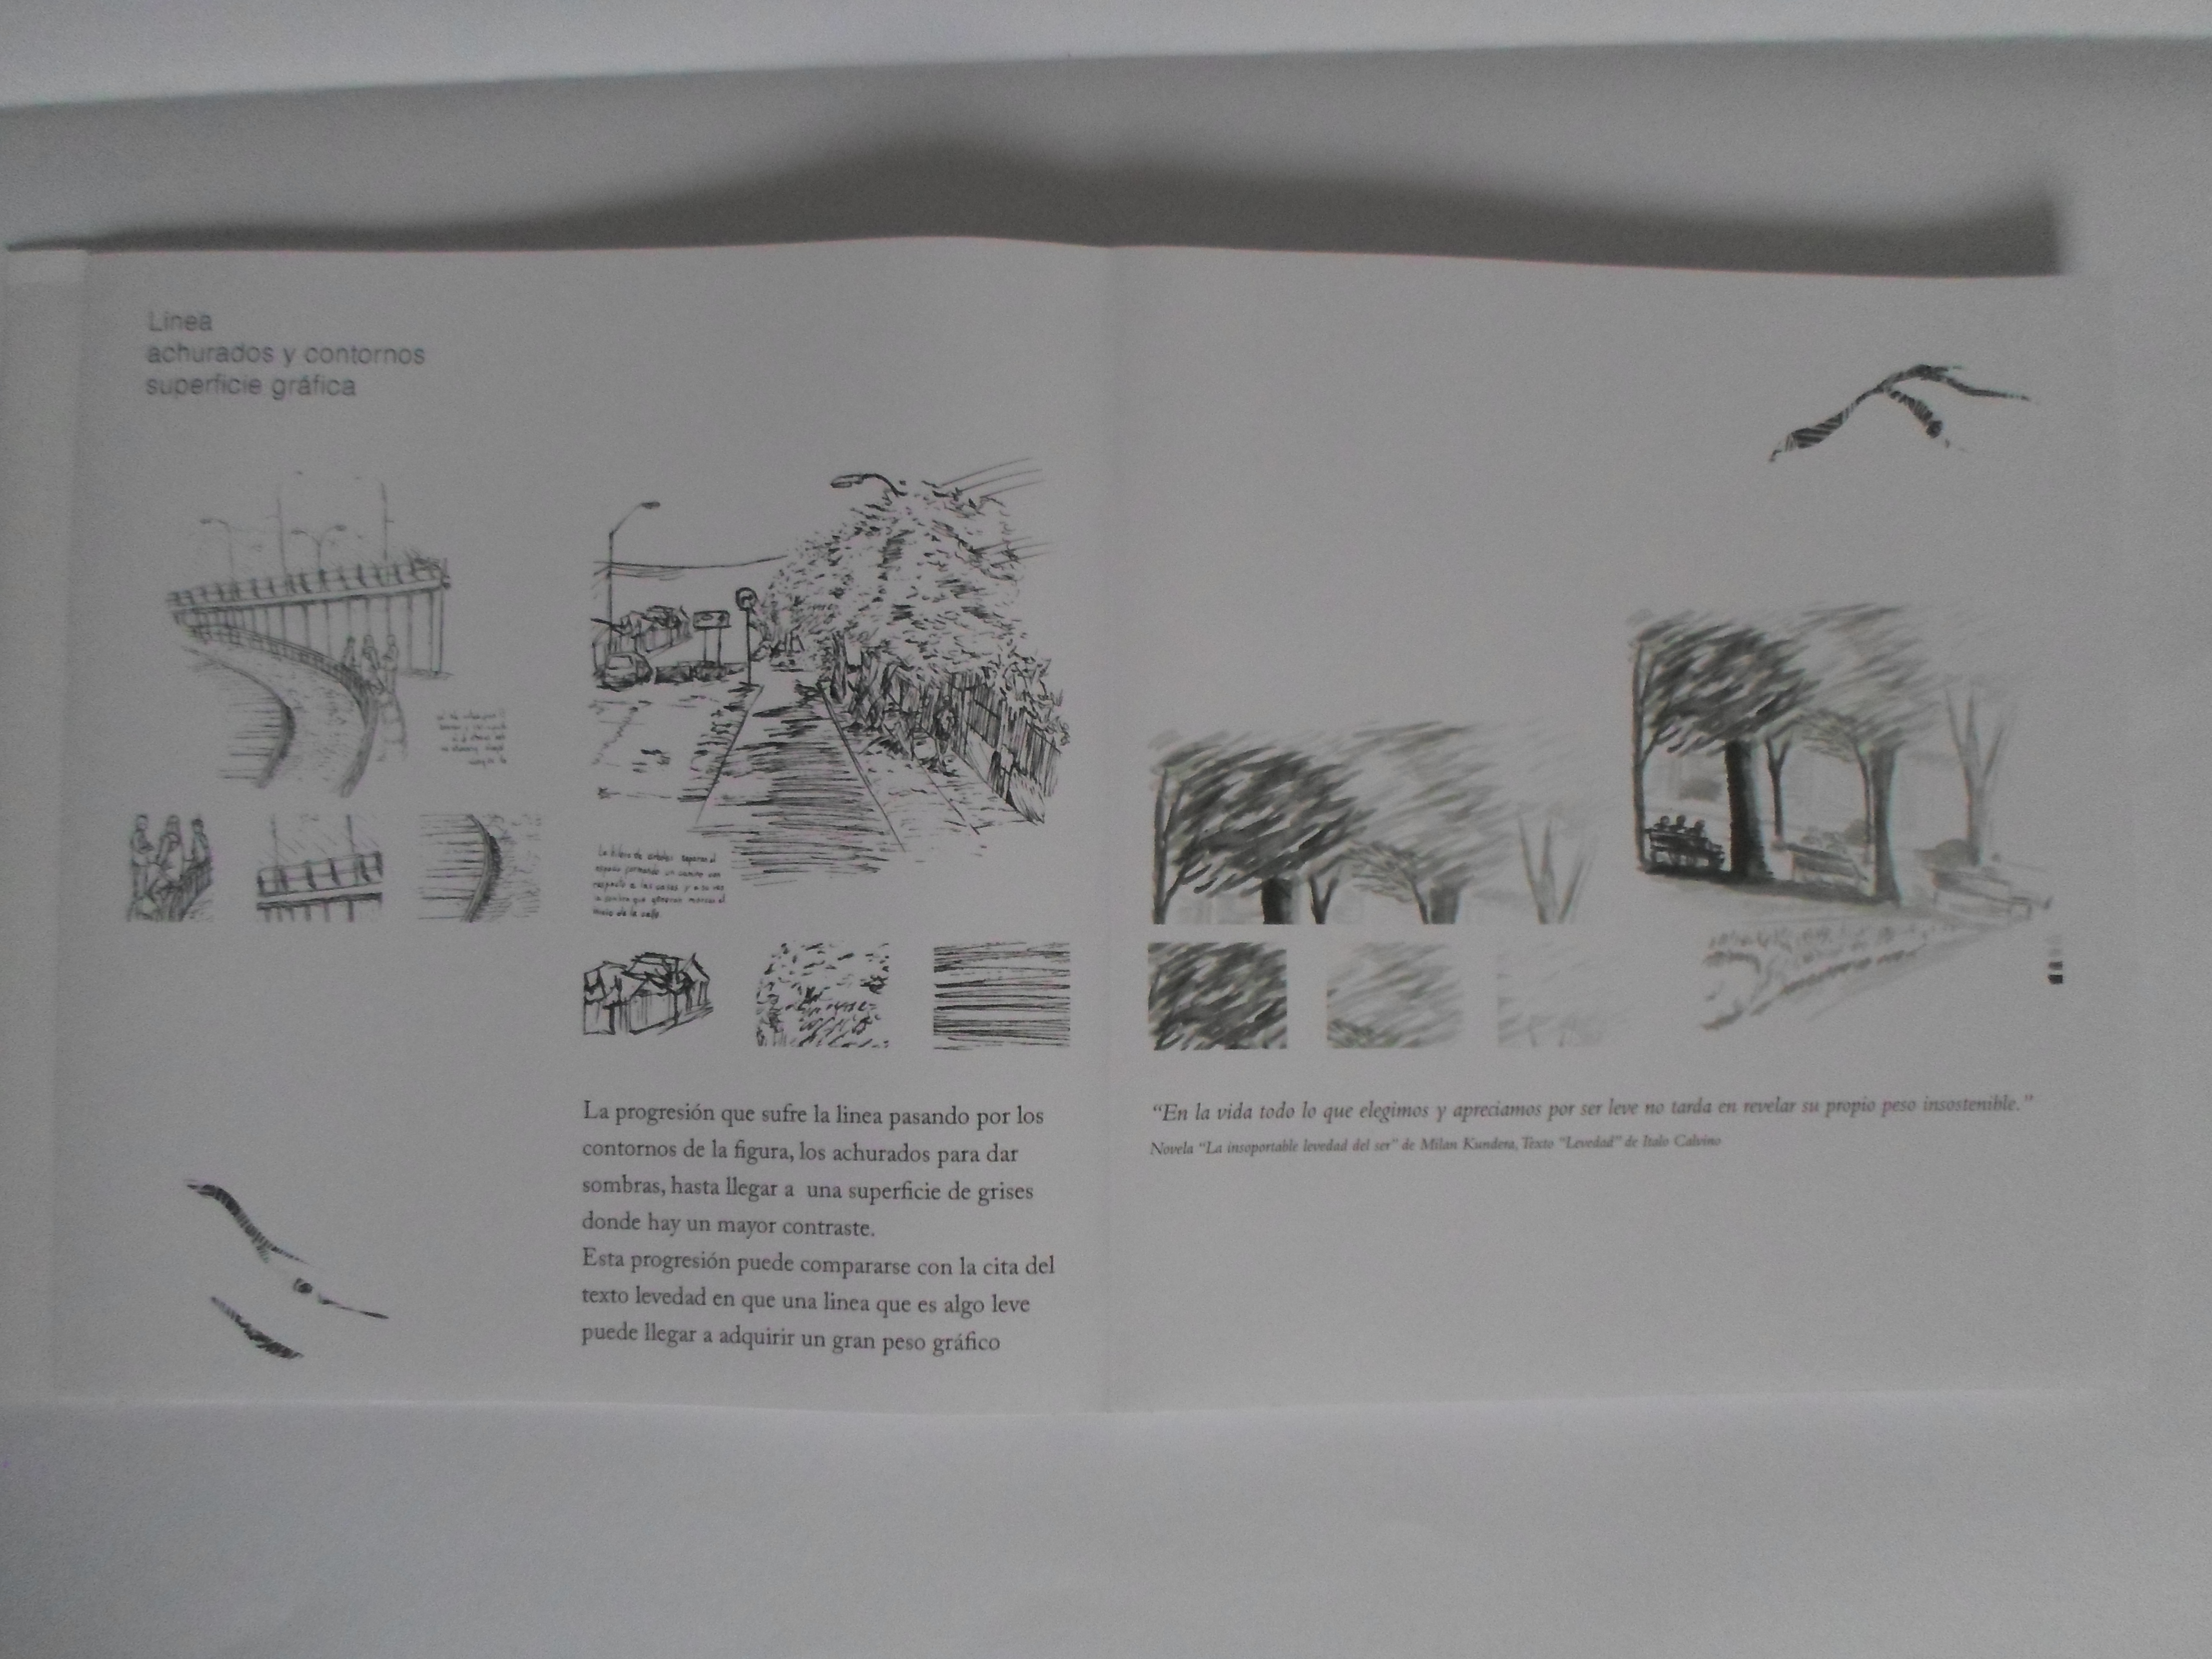 Linea
achurados y contornos
superficie gráfica
La hilera de arboles separan el
espacio formando un camino con
respecto a las casas y a su vez
la sombra que generan marcan el
inicio de la calle.
La progresión que sufre la linea pasando por los
contornos de la figura, los achurados para dar
sombras, hasta llegar a una superficie de grises
donde hay un mayor contraste.
Esta progresión puede compararse con la cita del
texto levedad en que una linea que es algo leve
puede llegar a adquirir un gran peso gráfico
“En la vida todo lo que elegimos y apreciamos por ser leve no tarda en revelar su propio peso insostenible.”
Novela “La insoportable levedad del ser” de Milan Kundera, Texto “Levedad” de Italo Calvino